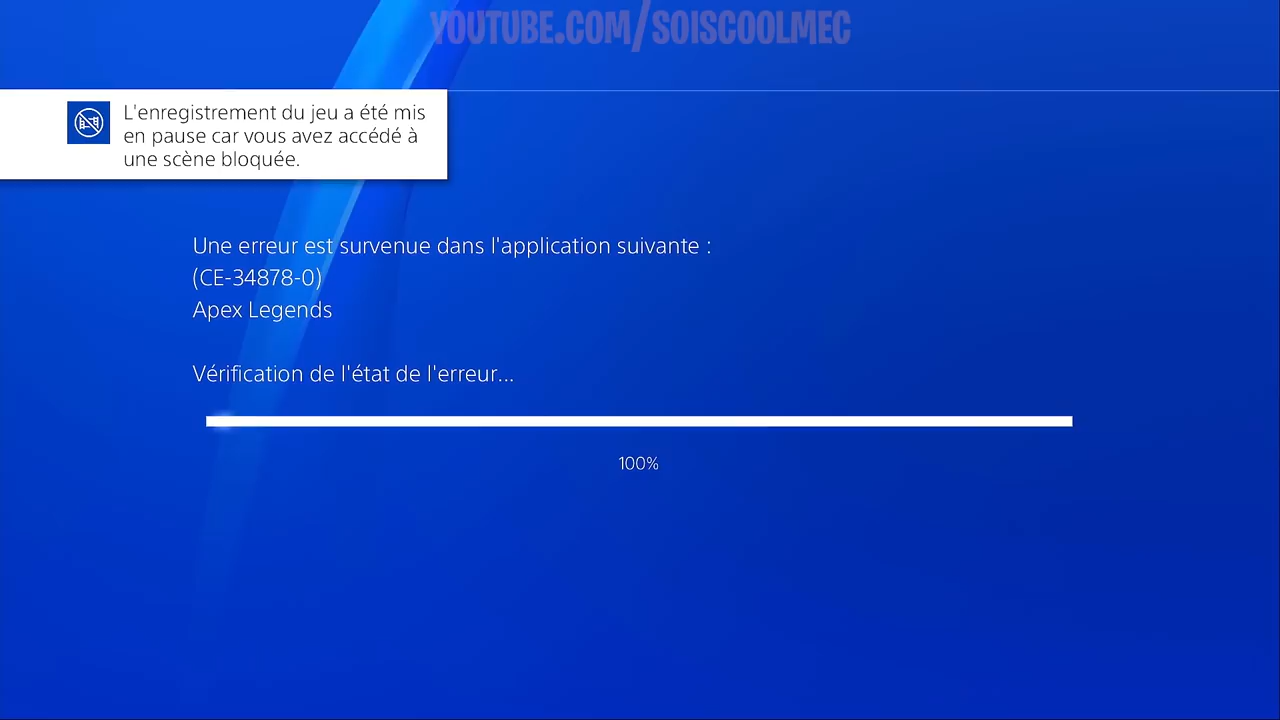 YOUTUBE.COM/SOISCOOLMEC
L'enregistrement du jeu a été mis
en pause car vous avez accédé à
une scène bloquée.
Une erreur est survenue dans l'application suivante :
(CE-34878-0)
Apex Legends
Vérification de l'état de l'erreur...
100%